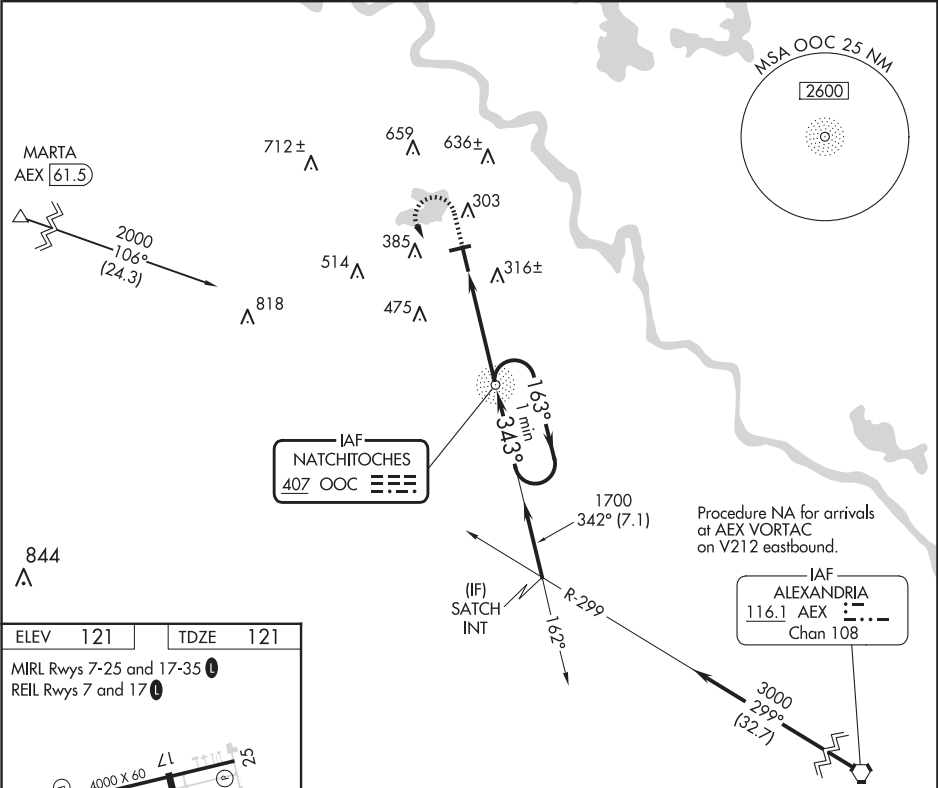 MSA OOC 25 NM
2600
MARTA
AEX 61.5
2000
106°
(24.3)
712 ±
659
636±
303
385
514
316±
818
475
163°
1 min
343°
IAF
NATCHITOCHES
407 OOC
1700
342° (7.1)
Procedure NA for arrivals
at AEX VORTAC
on V212 eastbound.
844
(IF)
SATCH
INT
R-299
162°
IAF
ALEXANDRIA
116.1 AEX
Chan 108
3000
299°
(32.7)
ELEV 121
TDZE 121
MIRL Rwys 7-25 and 17-35 L
REIL Rwys 7 and 17 L
4000 X 60
17
25
P